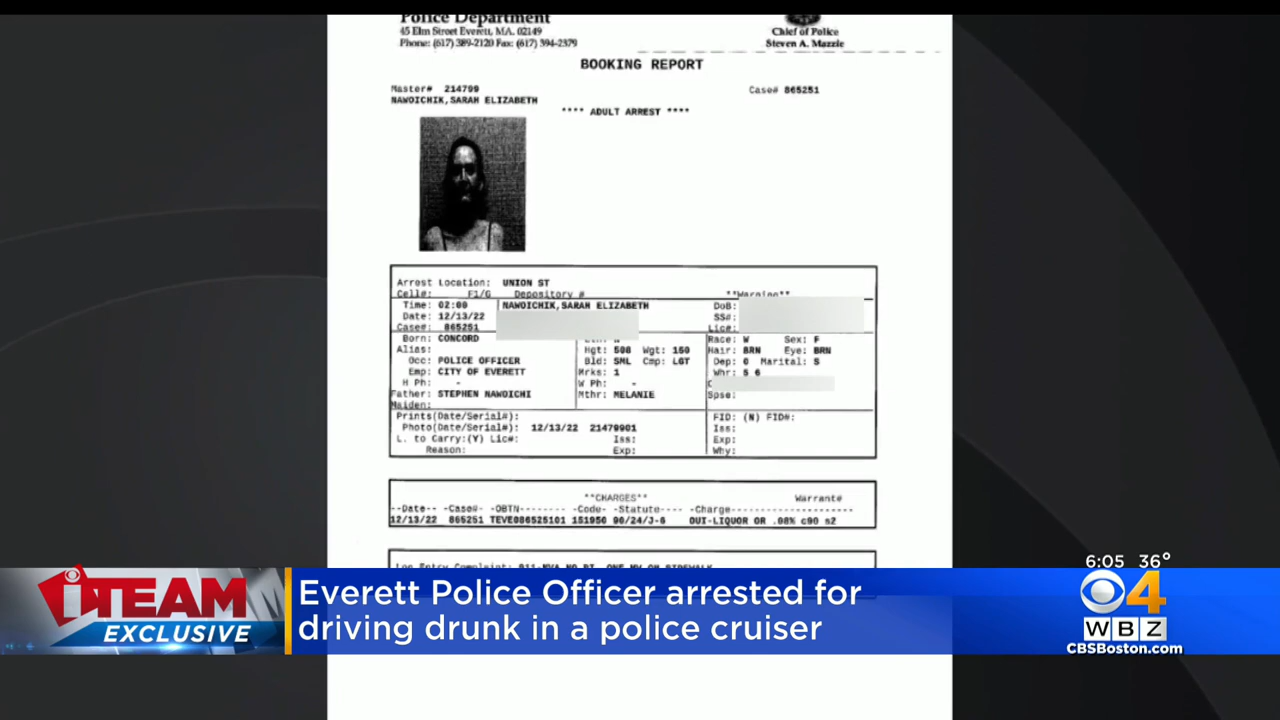 Police Department
45 Elm Street Everett, MA. 02149
Phone: (617) 389-7120 Fax: (617) 394-2379
Chief of Police
Steven A. Mazzie
BOOKING REPORT
Master# 214799
Case# 865251
NAWOICHIK,SARAH ELIZABETH
**** ADULT ARREST ****
Arrest Location: UNION ST
Cell#: F1/G Depository # **Warning**
Time: 02:00 NAWOICHIK,SARAH ELIZABETH DoB:
Date: 12/13/22 SS#:
Case#: 865251 Lic#:
Born: CONCORD Race: W Sex: F
Alias: Hgt: 508 Wgt: 150 Hair: BRN Eye: BRN
Occ: POLICE OFFICER Bld: SML Cmp: LGT Dep: 0 Marital: S
Emp: CITY OF EVERETT Mrks: 1 Whr: 5 6
H Ph: - W Ph: -
Father: STEPHEN NAWOICHI Mthr: MELANIE Spse:
Maiden:
Prints(Date/Serial#): FID: (N) FID#:
Photo(Date/Serial#): 12/13/22 21479901 Iss:
L. to Carry:(Y) Lic#: Iss: Exp:
Reason: Exp: Why:
**CHARGES** Warrant#
--Date-- -Case#- -OBTN-------- -Code- -Statute---- -Charge--------------------
12/13/22 865251 TEVE086525101 151950 90/24/J-6 OUI-LIQUOR OR .08% c90 s2
6:05 36°
iTEAM
EXCLUSIVE
Everett Police Officer arrested for
driving drunk in a police cruiser
4
WBZ
CBSBoston.com